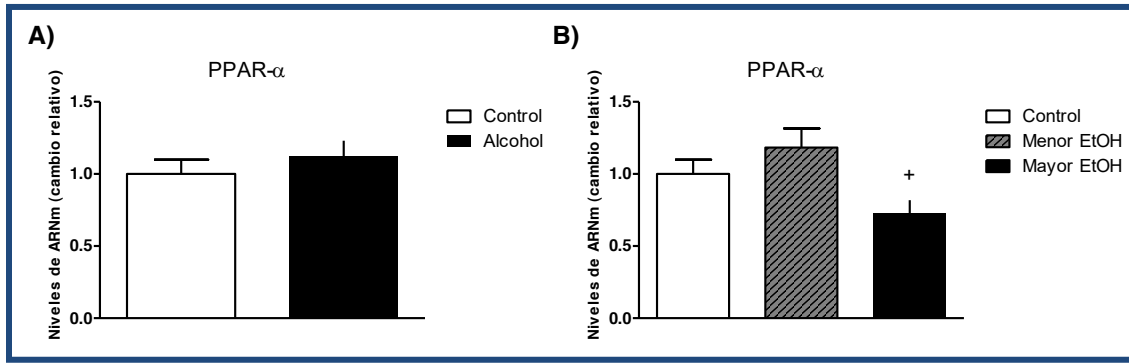 A)
PPAR-α
Niveles de ARNm (cambio relativo)
1.5
1.0
0.5
0.0
Control
Alcohol
B)
PPAR-α
Niveles de ARNm (cambio relativo)
1.5
1.0
0.5
0.0
+
Control
Menor EtOH
Mayor EtOH